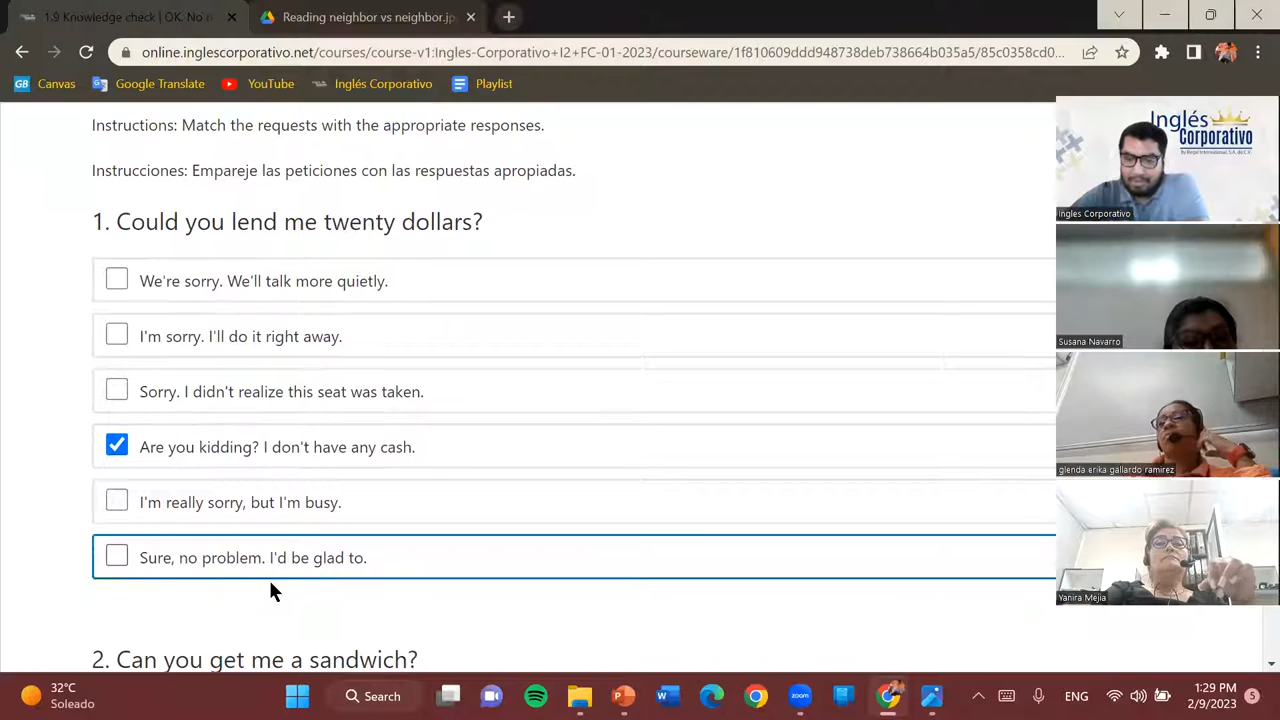 1.9 Knowledge check | OK. No
Reading neighbor vs neighbor.jp
online.inglescorporativo.net/courses/course-v1:Ingles-Corporativo+I2+FC-01-2023/courseware/1f810609ddd948738deb738664b035a5/85c0358cd0...
GB Canvas
Google Translate
YouTube
Inglés Corporativo
Playlist
Instructions: Match the requests with the appropriate responses.
Instrucciones: Empareje las peticiones con las respuestas apropiadas.
1. Could you lend me twenty dollars?
We're sorry. We'll talk more quietly.
I'm sorry. I'll do it right away.
Sorry. I didn't realize this seat was taken.
Are you kidding? I don't have any cash.
I'm really sorry, but I'm busy.
Sure, no problem. I'd be glad to.
2. Can you get me a sandwich?
Inglés
Corporativo
Ingles Corporativo
Susana Navarro
glenda erika gallardo ramirez
Yanira Mejia
32°C
Soleado
Search
zoom
ENG
1:29 PM
2/9/2023
5